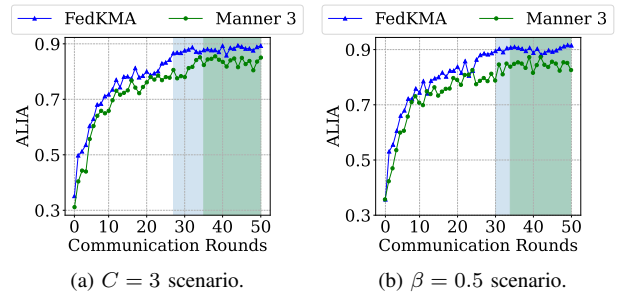 FedKMA Manner 3
FedKMA Manner 3
0.9
0.7
0.5
0.3
ALIA
0 10 20 30 40 50
Communication Rounds
(a) C = 3 scenario.
0.9
0.7
0.5
0.3
ALIA
0 10 20 30 40 50
Communication Rounds
(b) β = 0.5 scenario.